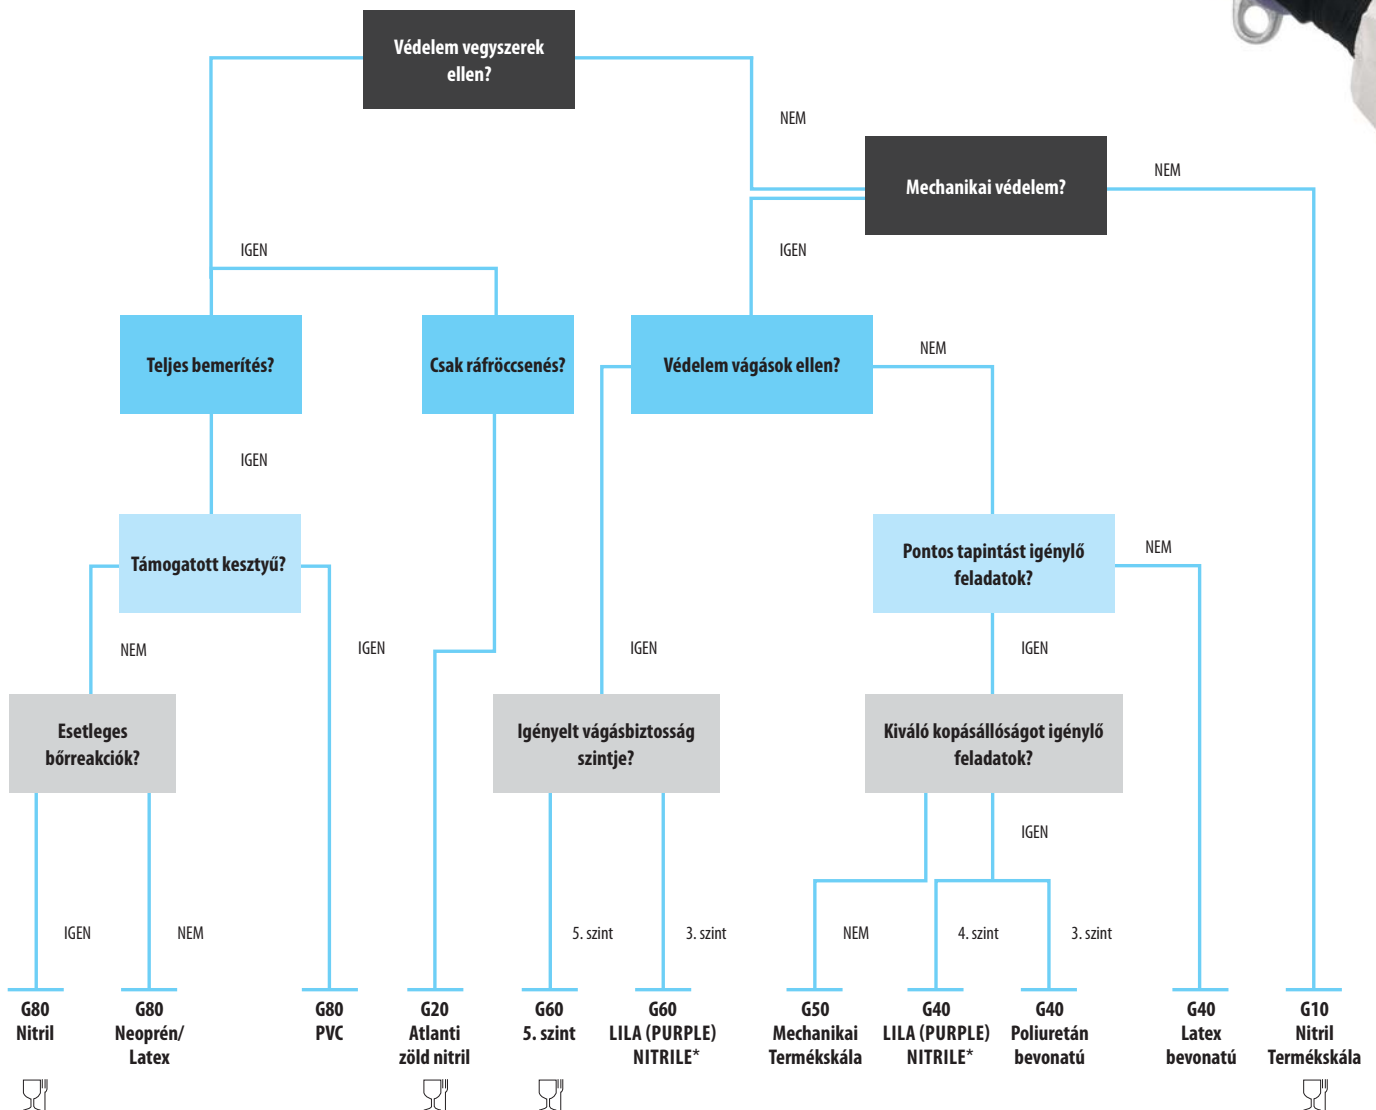 Védelem vegyszerek
ellen?
NEM
Mechanikai védelem?
NEM
IGEN
IGEN
Teljes bemerítés?
Csak ráfröccsenés?
Védelem vágások ellen?
NEM
IGEN
Támogatott kesztyű?
Pontos tapintást igénylő
feladatok?
NEM
NEM
IGEN
IGEN
IGEN
Esetleges
bőrreakciók?
Igényelt vágásbiztosság
szintje?
Kiváló kopásállóságot igénylő
feladatok?
IGEN
IGEN
NEM
5. szint
3. szint
NEM
4. szint
3. szint
G80
Nitril
G80
Neoprén/
Latex
G80
PVC
G20
Atlanti
zöld nitril
G60
5. szint
G60
LILA (PURPLE)
NITRILE*
G50
Mechanikai
Termékskála
G40
LILA (PURPLE)
NITRILE*
G40
Poliuretán
bevonatú
G40
Latex
bevonatú
G10
Nitril
Termékskála